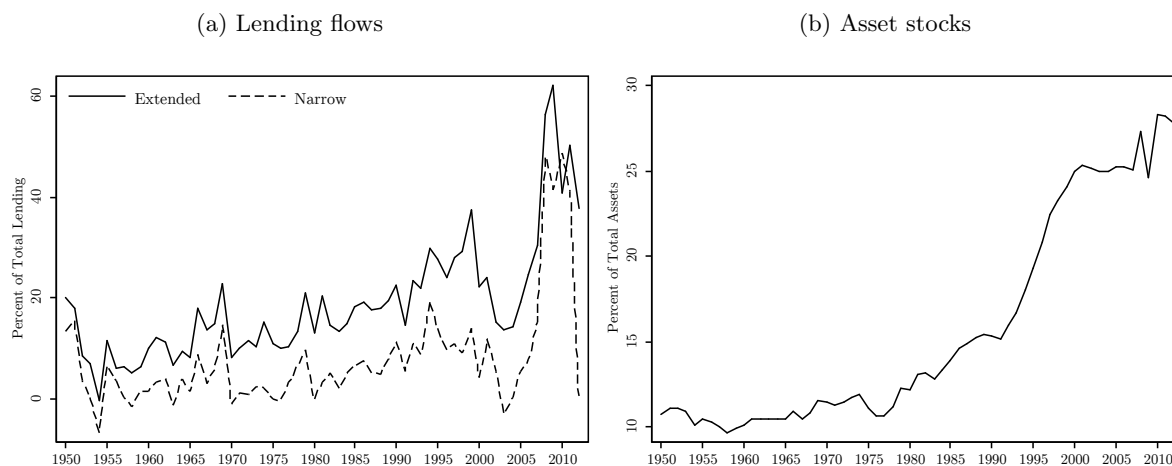 (a) Lending flows
(b) Asset stocks
Percent of Total Lending
60
40
20
0
Extended
Narrow
1950 1955 1960 1965 1970 1975 1980 1985 1990 1995 2000 2005 2010
Percent of Total Assets
30
25
20
15
10
1950 1955 1960 1965 1970 1975 1980 1985 1990 1995 2000 2005 2010